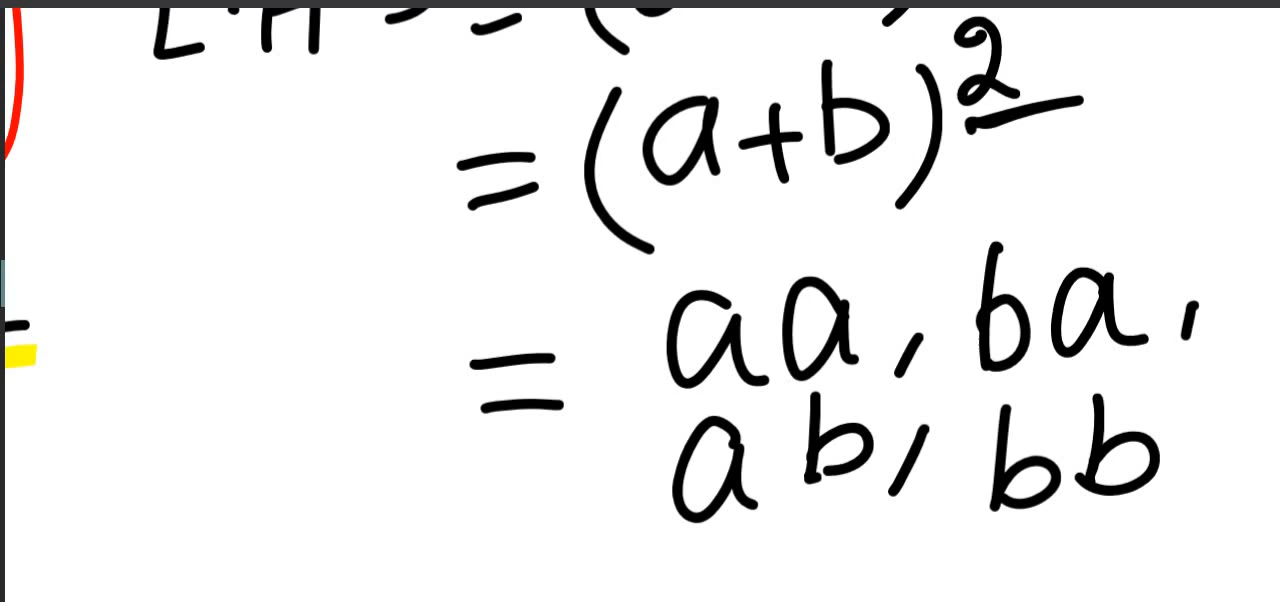 = (a+b)²
= aa, ba,
ab, bb